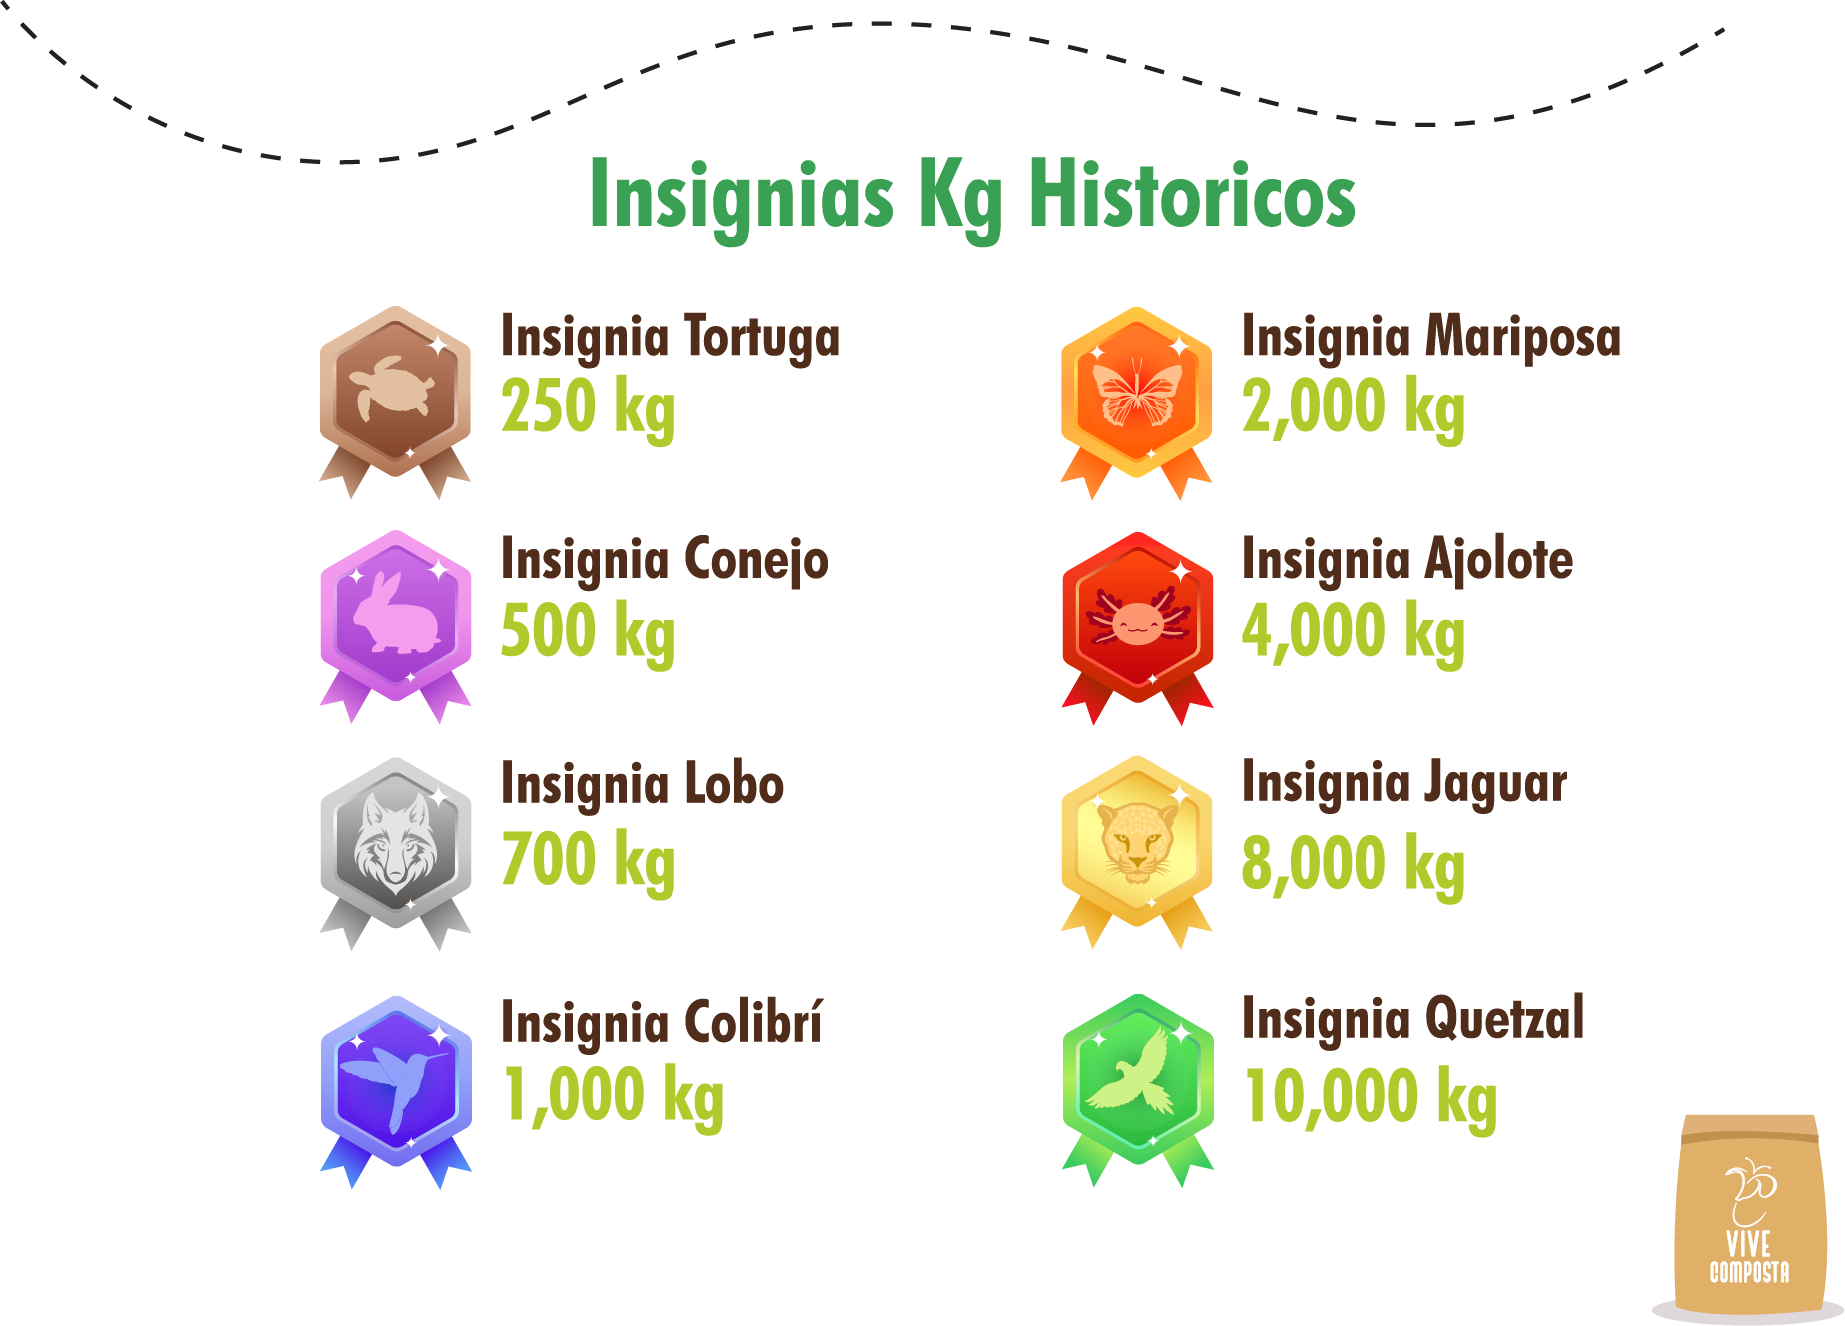 Insignias Kg Historicos
Insignia Tortuga
250 kg
Insignia Conejo
500 kg
Insignia Lobo
700 kg
Insignia Colibrí
1,000 kg
Insignia Mariposa
2,000 kg
Insignia Ajolote
4,000 kg
Insignia Jaguar
8,000 kg
Insignia Quetzal
10,000 kg
VIVE
COMPOSTA